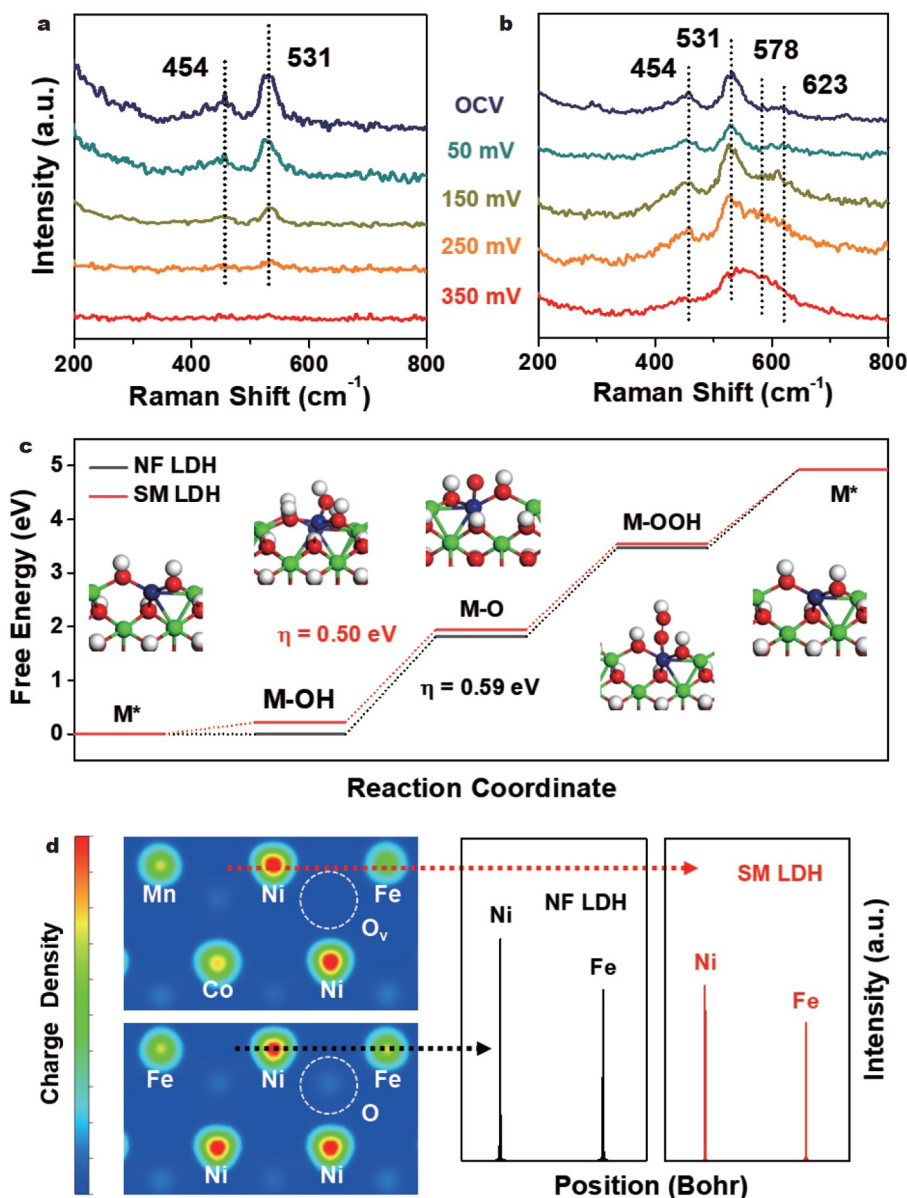 a
454
531
Intensity (a.u.)
200 400 600 800
Raman Shift (cm⁻¹)
OCV
50 mV
150 mV
250 mV
350 mV
b
454
531
578
623
200 400 600 800
Raman Shift (cm⁻¹)
c
NF LDH
SM LDH
Free Energy (eV)
5
4
3
2
1
0
M*
M-OH
η = 0.50 eV
M-O
η = 0.59 eV
M-OOH
M*
Reaction Coordinate
d
Charge Density
Mn Ni Fe
Oᵥ
Co Ni
Fe Ni Fe
O
Ni Ni
NF LDH
Ni
Fe
SM LDH
Ni
Fe
Intensity (a.u.)
Position (Bohr)